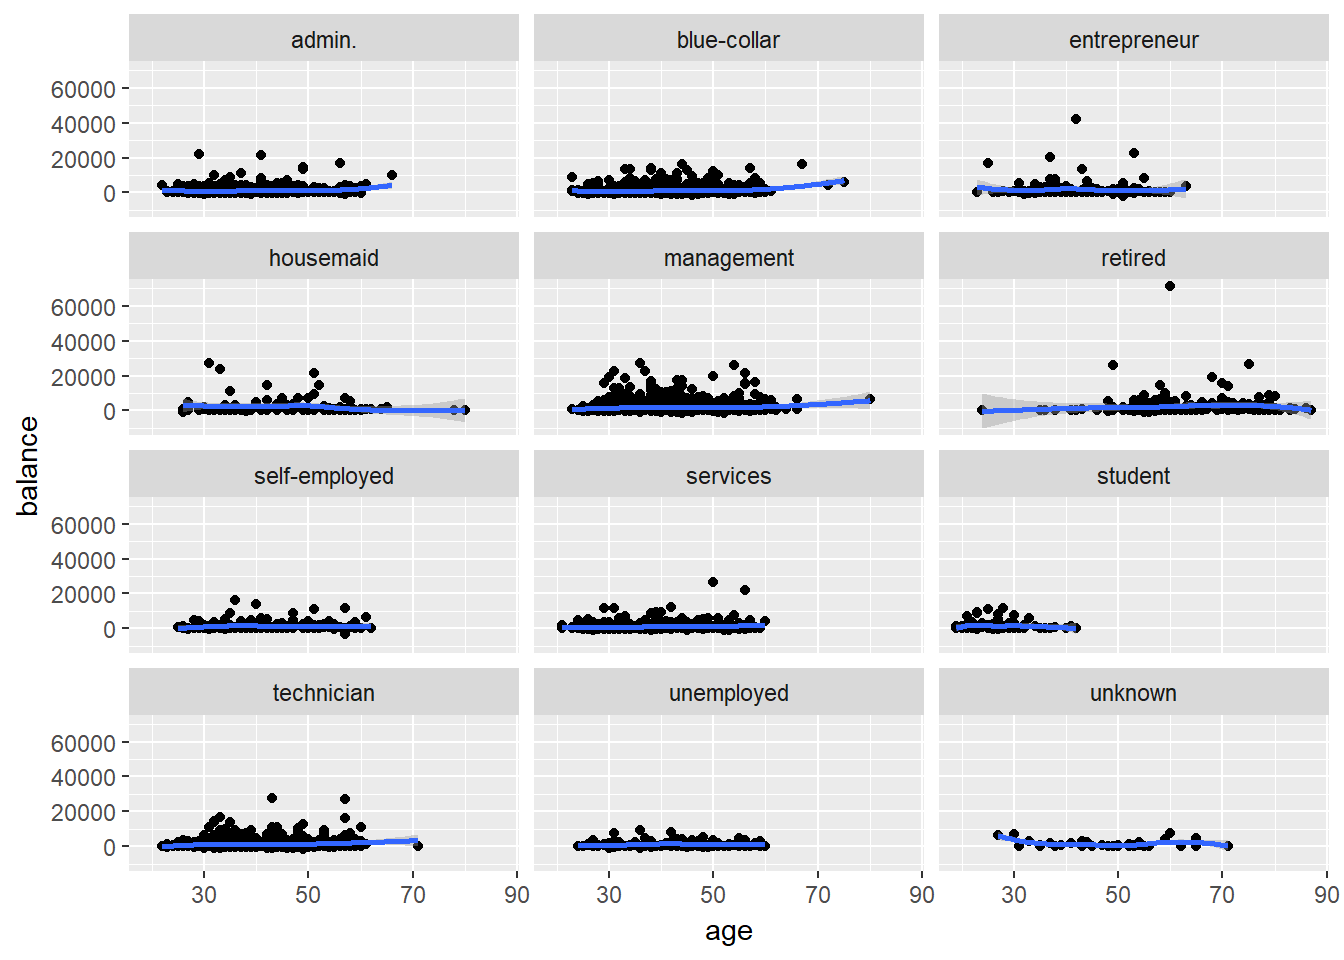 admin. blue-collar entrepreneur
60000
40000
20000
0
housemaid management retired
60000
40000
20000
0
balance
self-employed services student
60000
40000
20000
0
technician unemployed unknown
60000
40000
20000
0
30 50 70 90 30 50 70 90 30 50 70 90
age